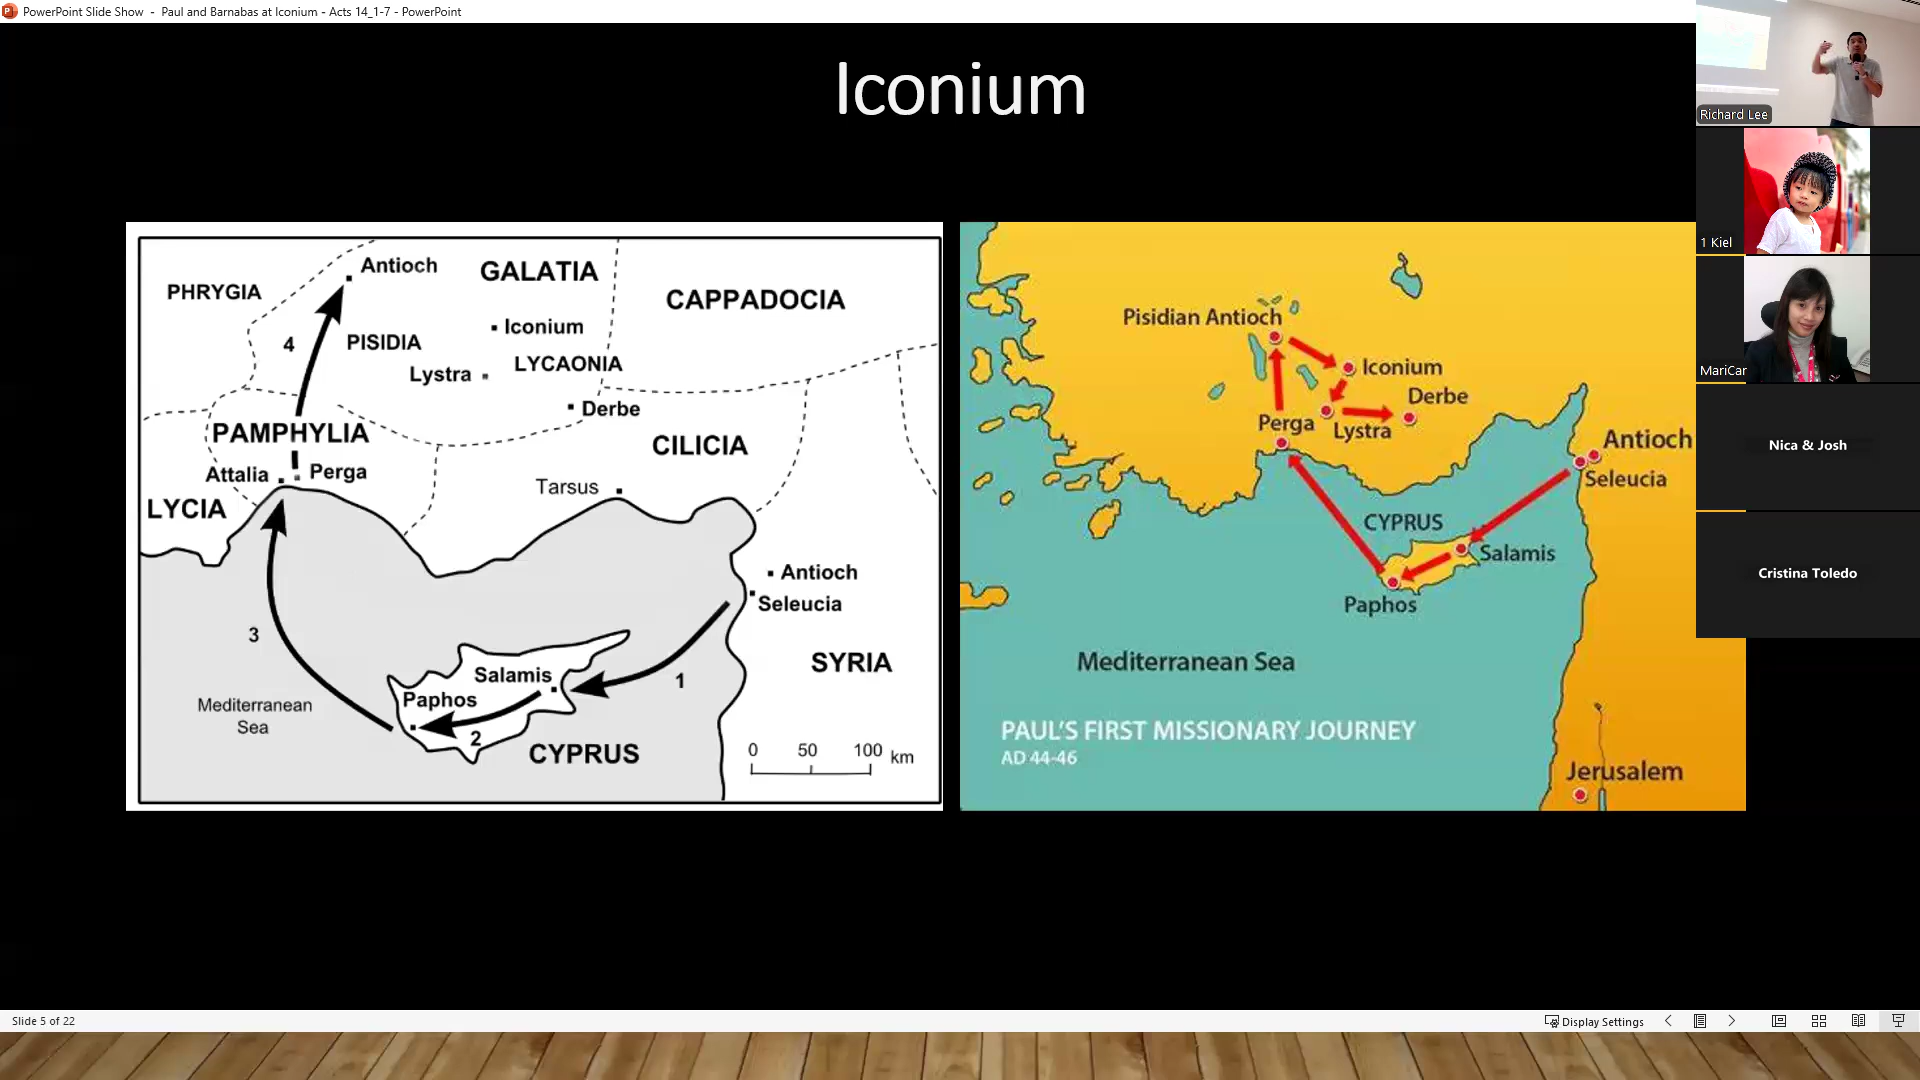 PowerPoint Slide Show - Paul and Barnabas at Iconium - Acts 14_1-7 - PowerPoint
Iconium
Antioch
GALATIA
PHRYGIA
CAPPADOCIA
Iconium
4
PISIDIA
LYCAONIA
Lystra
Derbe
PAMPHYLIA
CILICIA
Attalia
Perga
Tarsus
LYCIA
Antioch
Seleucia
3
SYRIA
Salamis
1
Paphos
Mediterranean
Sea
2
CYPRUS
0 50 100 km
Pisidian Antioch
Iconium
Derbe
Perga
Lystra
Antioch
Seleucia
CYPRUS
Salamis
Paphos
Mediterranean Sea
PAUL'S FIRST MISSIONARY JOURNEY
AD 44-46
Jerusalem
Richard Lee
1 Kiel
MariCar
Nica & Josh
Cristina Toledo
Slide 5 of 22
Display Settings